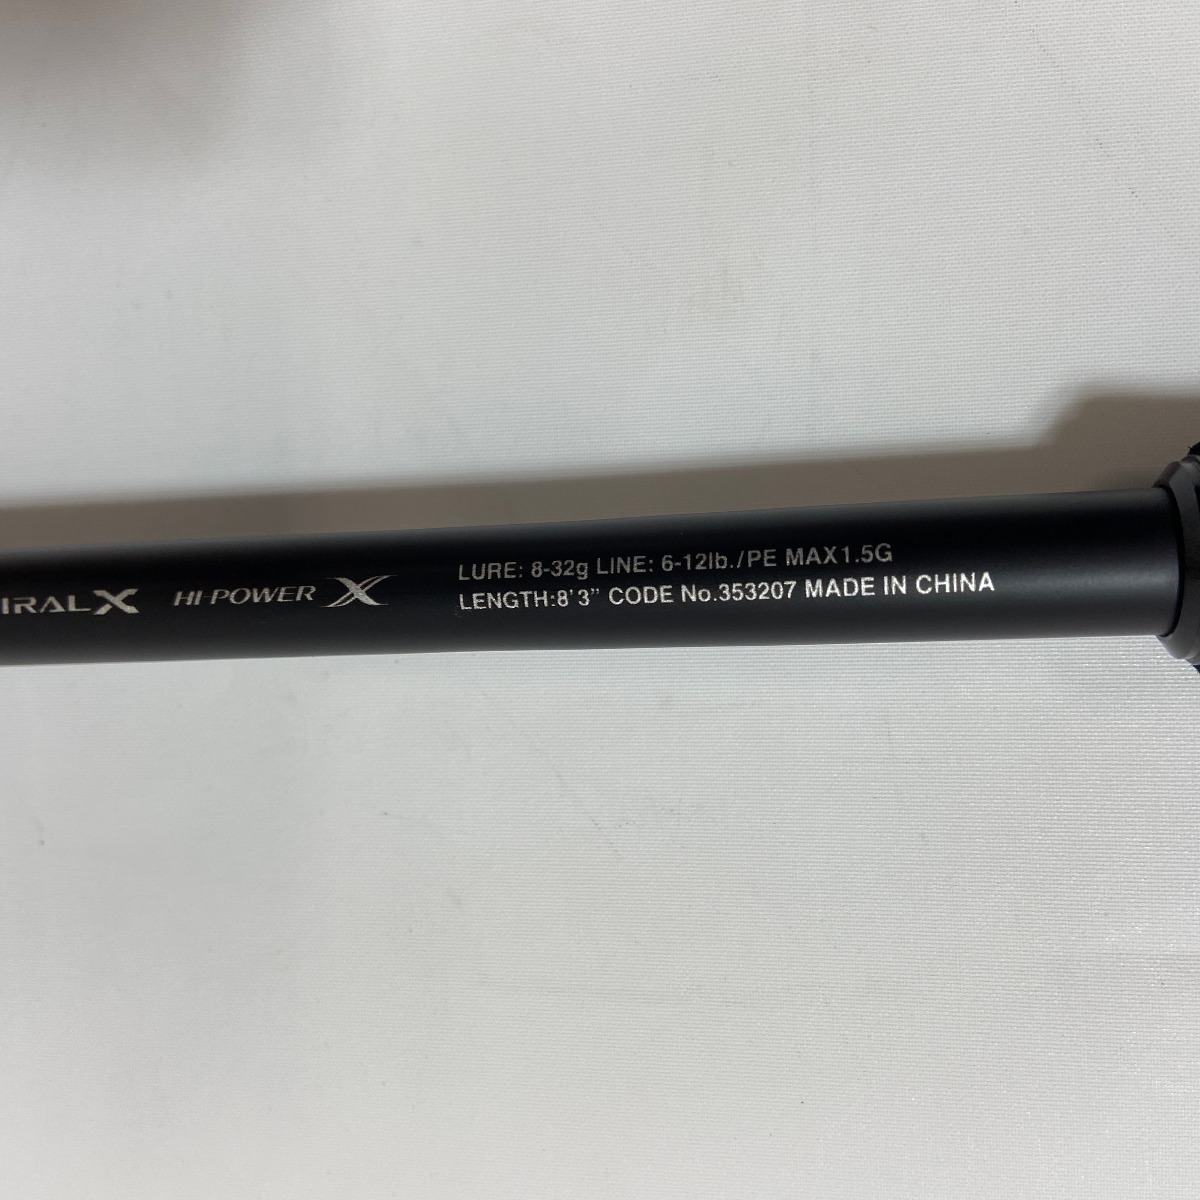 IRAL X HI-POWER X
LURE: 8-32g LINE: 6-12lb./PE MAX1.5G
LENGTH:8'3" CODE No.353207 MADE IN CHINA